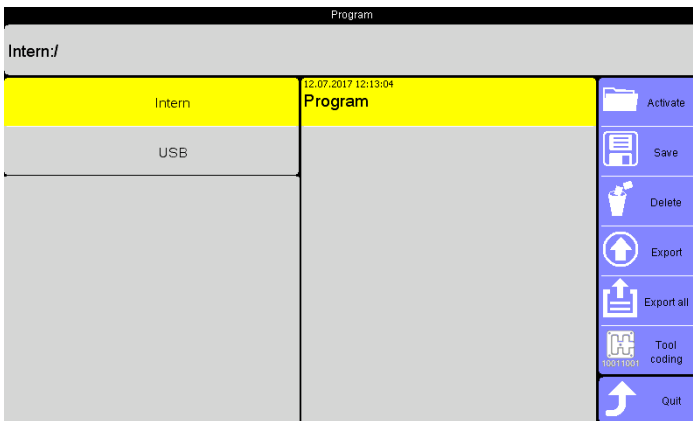 Program
Intern:/
Intern
USB
12.07.2017 12:13:04
Program
Activate
Save
Delete
Export
Export all
Tool
coding
10011001
Quit